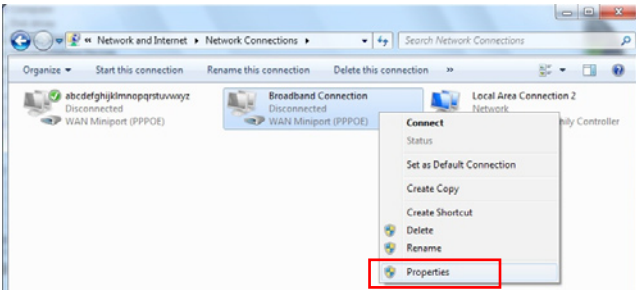 « Network and Internet ▸ Network Connections ▸
Search Network Connections
Organize ▾ Start this connection Rename this connection Delete this connection »
abcdefghijklmnopqrstuvwxyz
Disconnected
WAN Miniport (PPPOE)
Broadband Connection
Disconnected
WAN Miniport (PPPOE)
Local Area Connection 2
Network
Controller
Connect
Status
Set as Default Connection
Create Copy
Create Shortcut
Delete
Rename
Properties